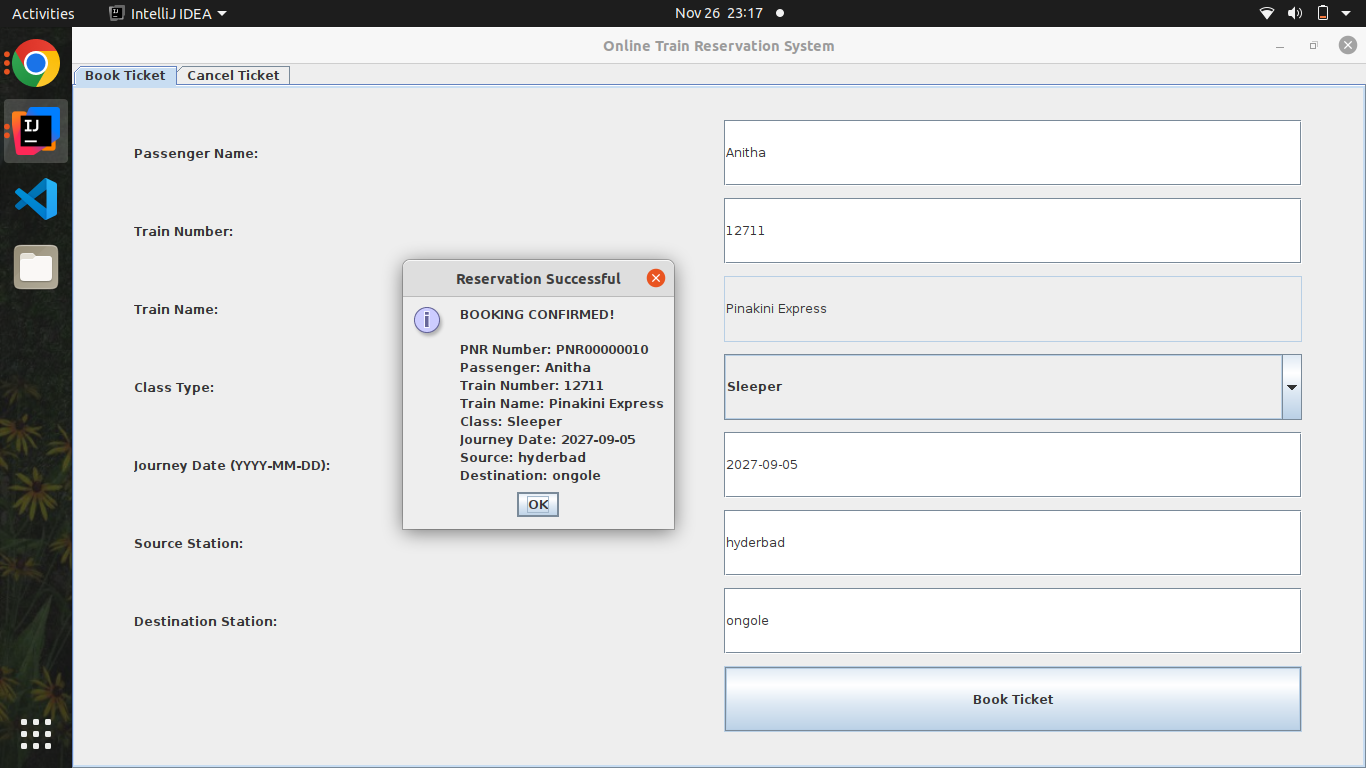 Activities IntelliJ IDEA Nov 26 23:17
Online Train Reservation System
Book Ticket Cancel Ticket
Passenger Name: Anitha
Train Number: 12711
Train Name: Pinakini Express
Class Type: Sleeper
Journey Date (YYYY-MM-DD): 2027-09-05
Source Station: hyderbad
Destination Station: ongole
Book Ticket
Reservation Successful
BOOKING CONFIRMED!
PNR Number: PNR00000010
Passenger: Anitha
Train Number: 12711
Train Name: Pinakini Express
Class: Sleeper
Journey Date: 2027-09-05
Source: hyderbad
Destination: ongole
OK
IJ